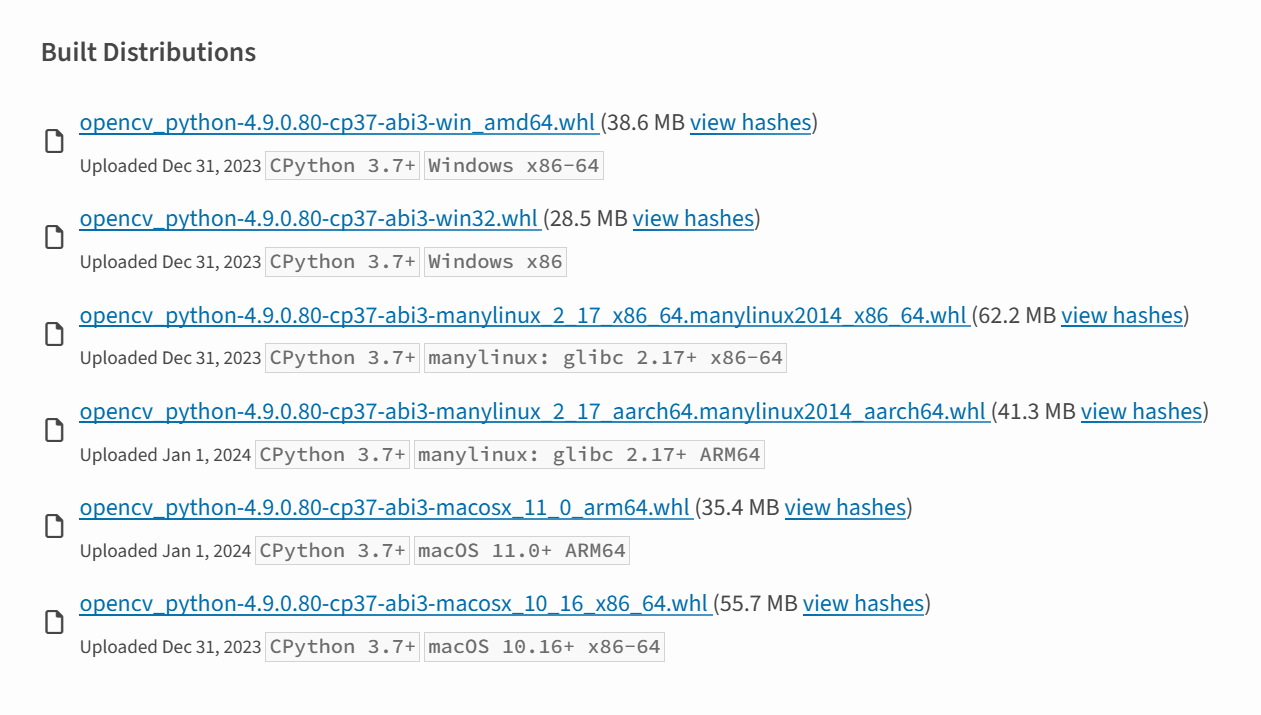 Built Distributions
opencv_python-4.9.0.80-cp37-abi3-win_amd64.whl (38.6 MB view hashes)
Uploaded Dec 31, 2023 CPython 3.7+ Windows x86-64
opencv_python-4.9.0.80-cp37-abi3-win32.whl (28.5 MB view hashes)
Uploaded Dec 31, 2023 CPython 3.7+ Windows x86
opencv_python-4.9.0.80-cp37-abi3-manylinux_2_17_x86_64.manylinux2014_x86_64.whl (62.2 MB view hashes)
Uploaded Dec 31, 2023 CPython 3.7+ manylinux: glibc 2.17+ x86-64
opencv_python-4.9.0.80-cp37-abi3-manylinux_2_17_aarch64.manylinux2014_aarch64.whl (41.3 MB view hashes)
Uploaded Jan 1, 2024 CPython 3.7+ manylinux: glibc 2.17+ ARM64
opencv_python-4.9.0.80-cp37-abi3-macosx_11_0_arm64.whl (35.4 MB view hashes)
Uploaded Jan 1, 2024 CPython 3.7+ macOS 11.0+ ARM64
opencv_python-4.9.0.80-cp37-abi3-macosx_10_16_x86_64.whl (55.7 MB view hashes)
Uploaded Dec 31, 2023 CPython 3.7+ macOS 10.16+ x86-64